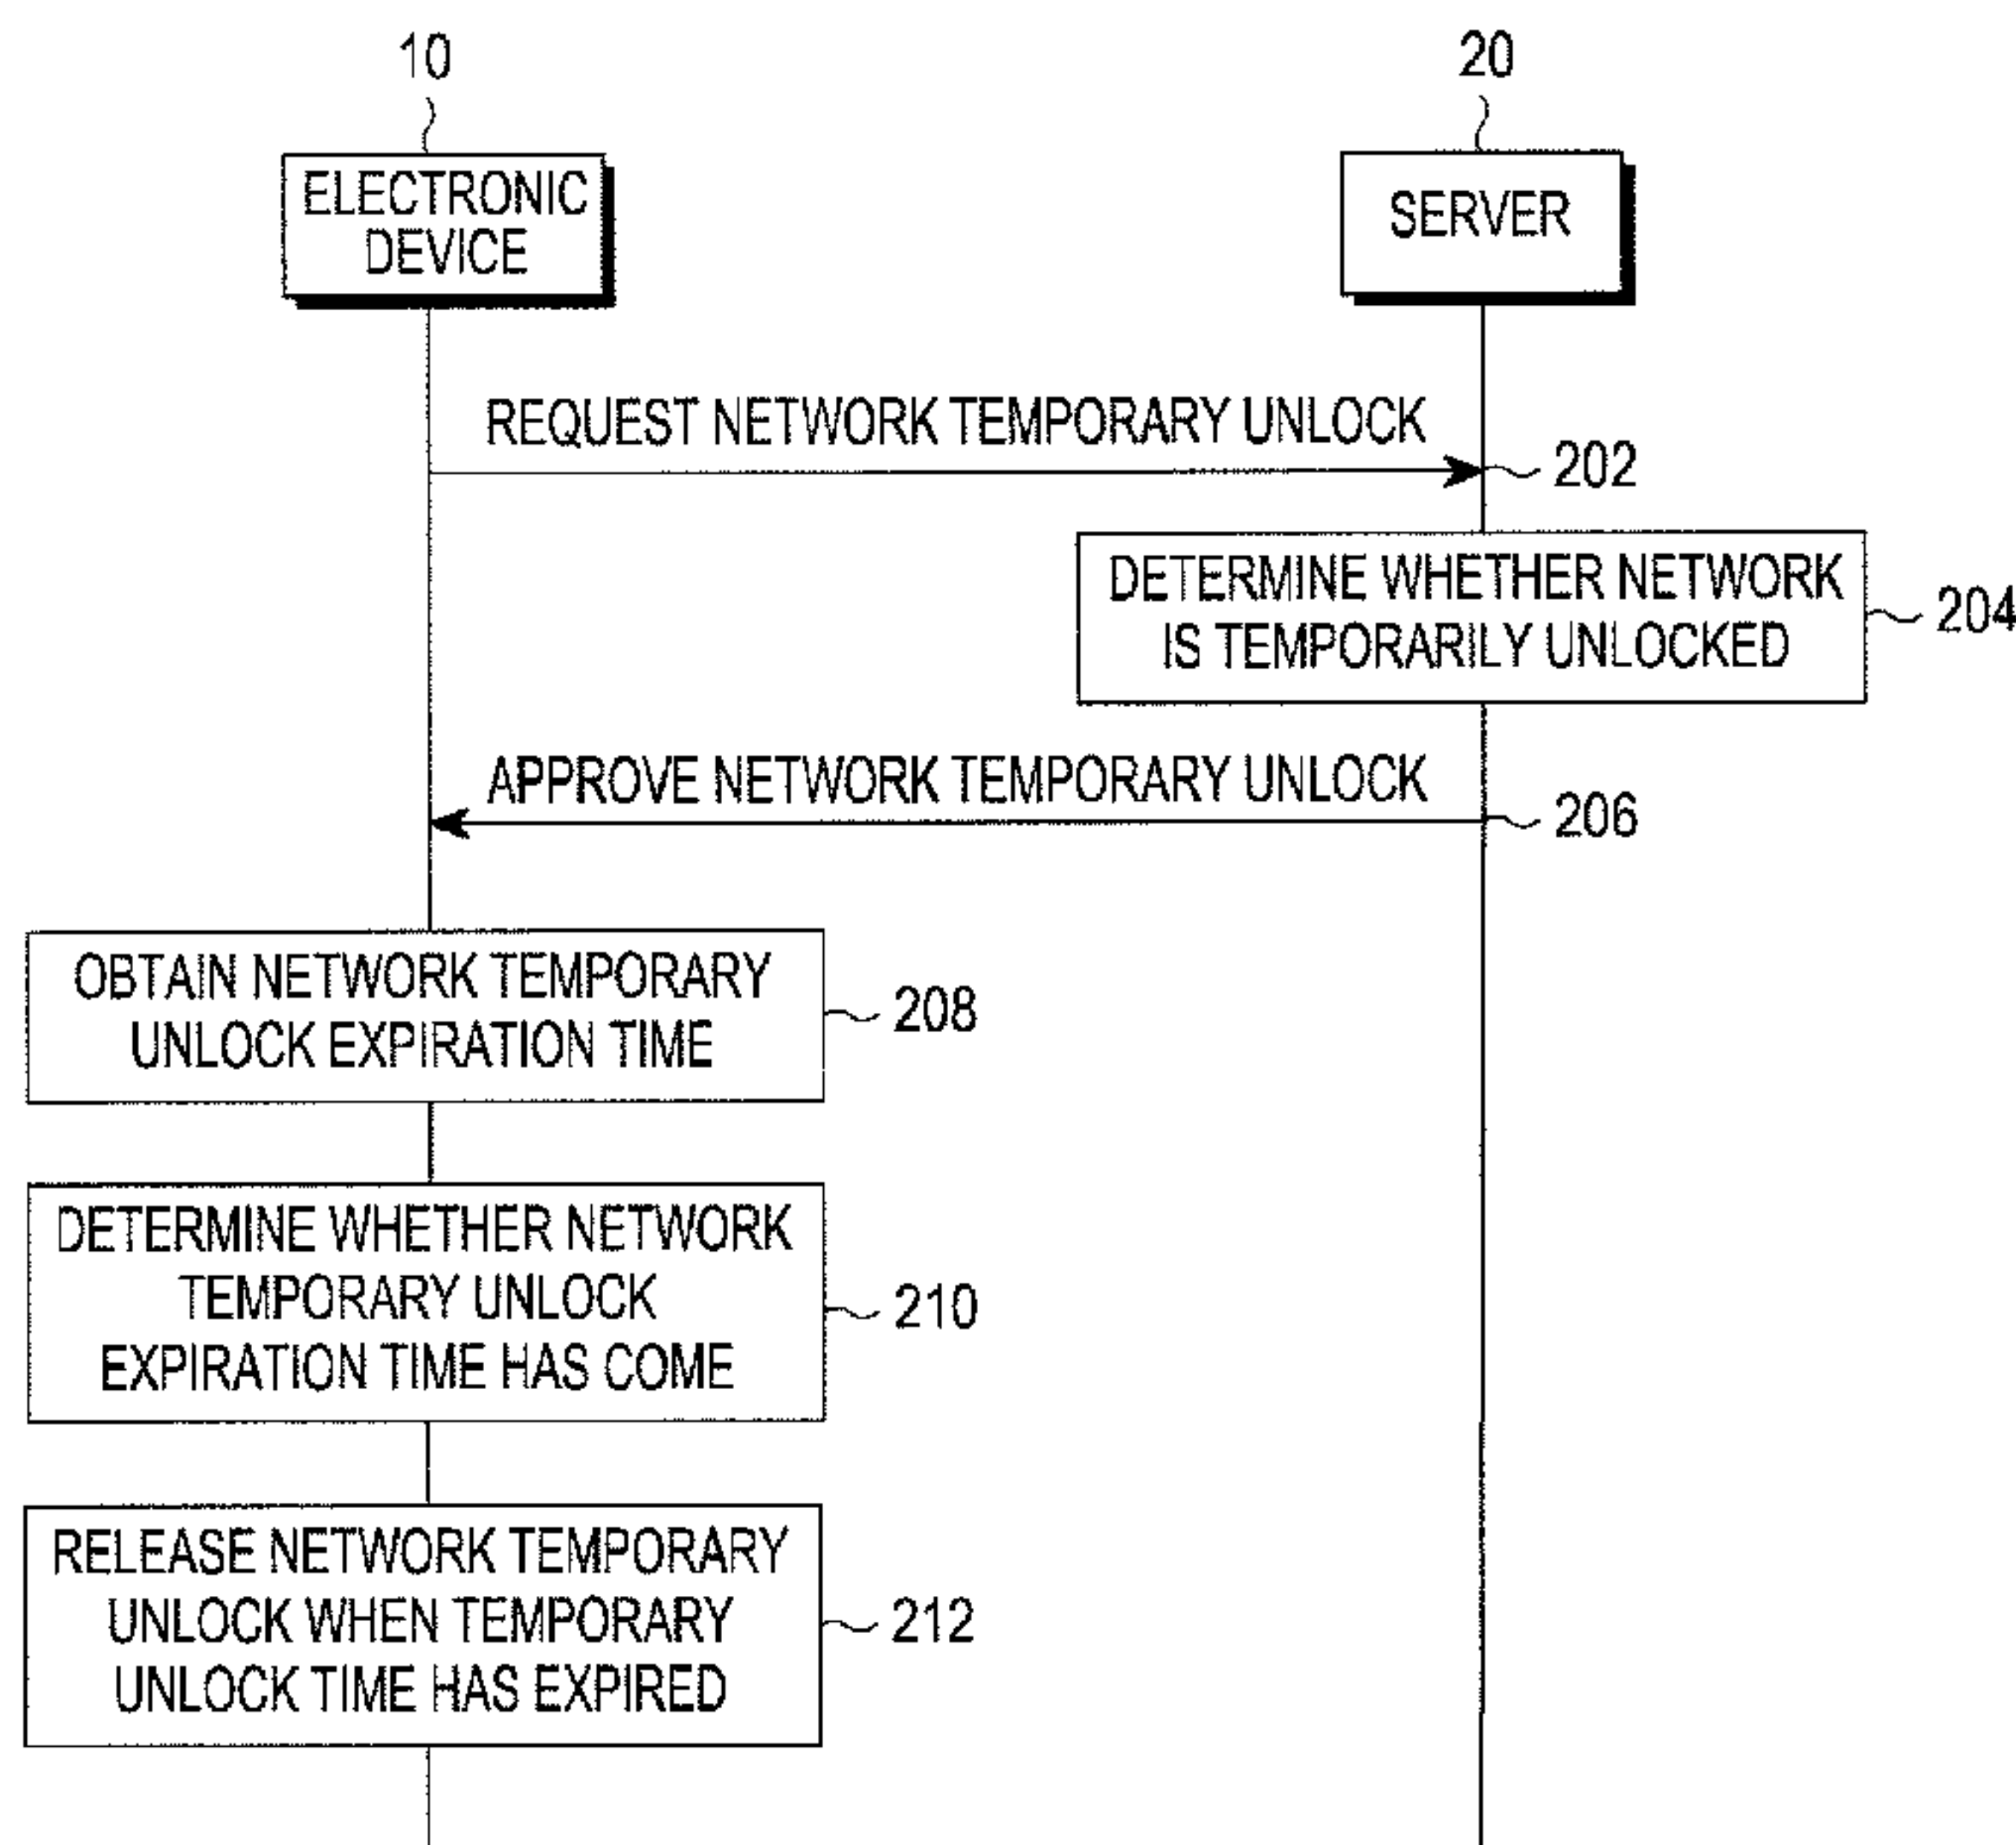 10
20
ELECTRONIC
DEVICE
SERVER
REQUEST NETWORK TEMPORARY UNLOCK
202
DETERMINE WHETHER NETWORK
IS TEMPORARILY UNLOCKED
204
APPROVE NETWORK TEMPORARY UNLOCK
206
OBTAIN NETWORK TEMPORARY
UNLOCK EXPIRATION TIME
208
DETERMINE WHETHER NETWORK
TEMPORARY UNLOCK
EXPIRATION TIME HAS COME
210
RELEASE NETWORK TEMPORARY
UNLOCK WHEN TEMPORARY
UNLOCK TIME HAS EXPIRED
212